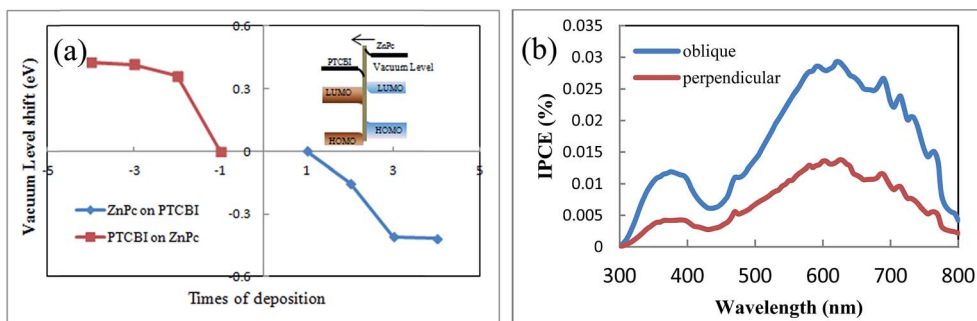 (a)
Vacuum Level shift (eV)
0.6
0.3
0
-0.3
-0.6
-5
-3
-1
1
3
5
Times of deposition
ZnPc on PTCBI
PTCBI on ZnPc
ZnPc
PTCBI
Vacuum Level
LUMO
LUMO
HOMO
HOMO
(b)
IPCE (%)
0.035
0.03
0.025
0.02
0.015
0.01
0.005
0
300 400 500 600 700 800
Wavelength (nm)
oblique
perpendicular